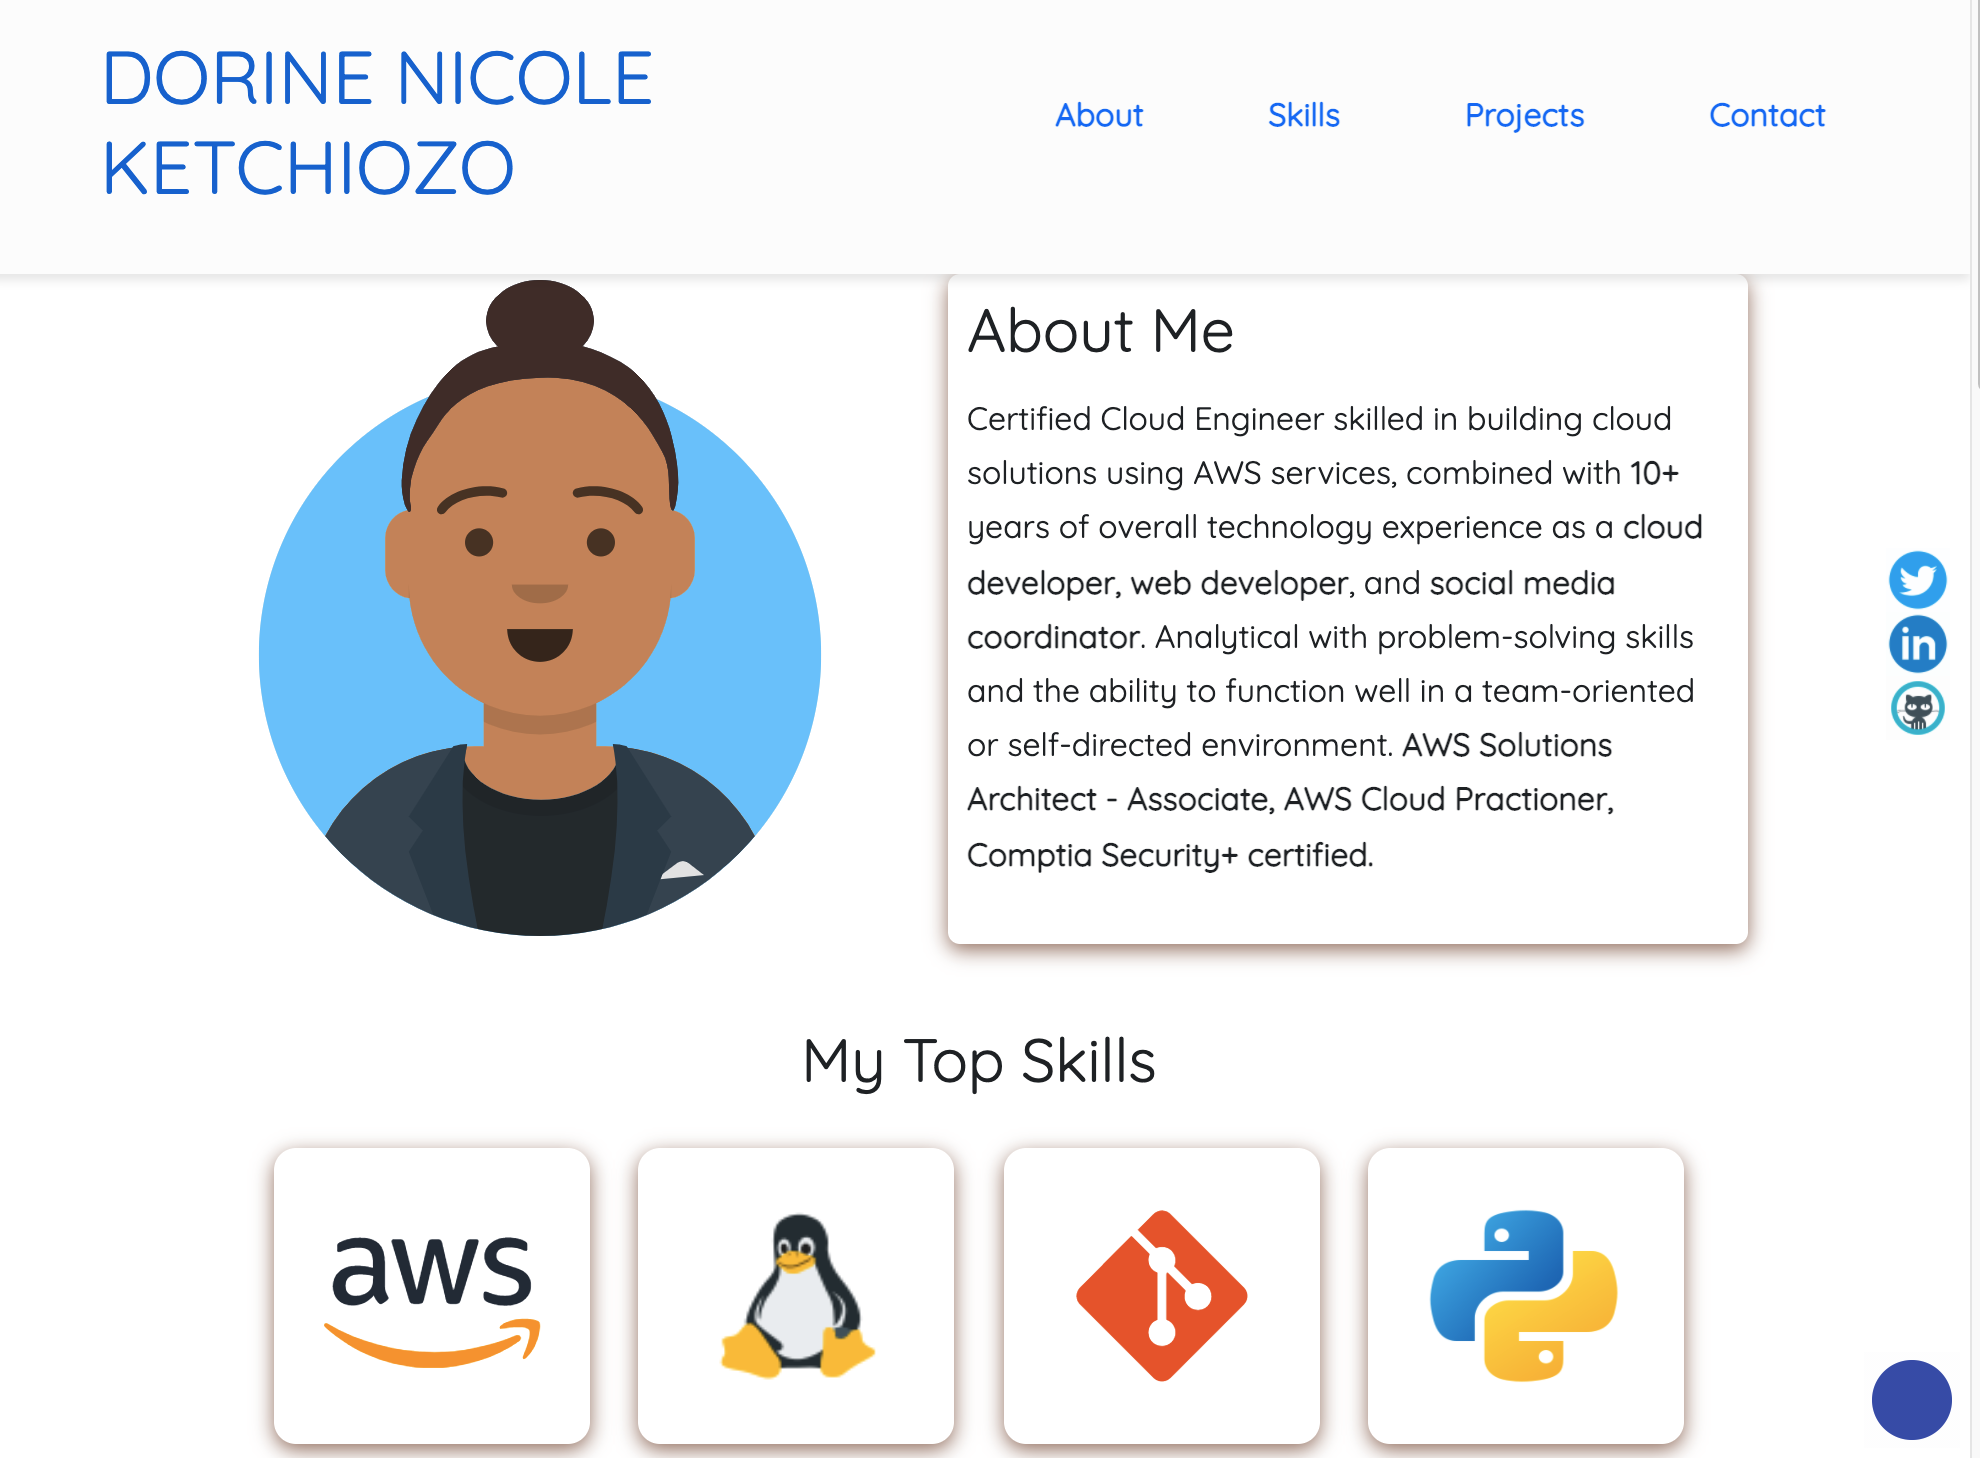 DORINE NICOLE
KETCHIOZO
About Skills Projects Contact
About Me
Certified Cloud Engineer skilled in building cloud
solutions using AWS services, combined with 10+
years of overall technology experience as a cloud
developer, web developer, and social media
coordinator. Analytical with problem-solving skills
and the ability to function well in a team-oriented
or self-directed environment. AWS Solutions
Architect - Associate, AWS Cloud Practioner,
Comptia Security+ certified.
in
My Top Skills
aws